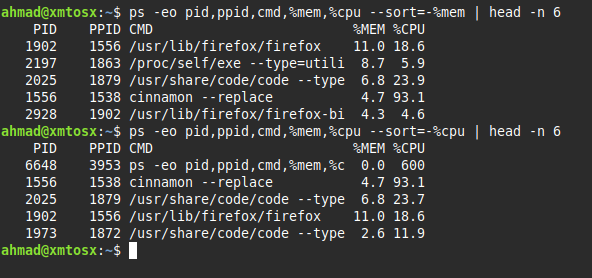 ahmad@xmtosx:~$ ps -eo pid,ppid,cmd,%mem,%cpu --sort=-%mem | head -n 6
    PID    PPID CMD                         %MEM %CPU
   1902    1556 /usr/lib/firefox/firefox    11.0 18.6
   2197    1863 /proc/self/exe --type=utili  8.7  5.9
   2025    1879 /usr/share/code/code --type  6.8 23.9
   1556    1538 cinnamon --replace           4.7 93.1
   2928    1902 /usr/lib/firefox/firefox-bi  4.3  4.6
ahmad@xmtosx:~$ ps -eo pid,ppid,cmd,%mem,%cpu --sort=-%cpu | head -n 6
    PID    PPID CMD                         %MEM %CPU
   6648    3953 ps -eo pid,ppid,cmd,%mem,%c  0.0  600
   1556    1538 cinnamon --replace           4.7 93.1
   2025    1879 /usr/share/code/code --type  6.8 23.7
   1902    1556 /usr/lib/firefox/firefox    11.0 18.6
   1973    1872 /usr/share/code/code --type  2.6 11.9
ahmad@xmtosx:~$